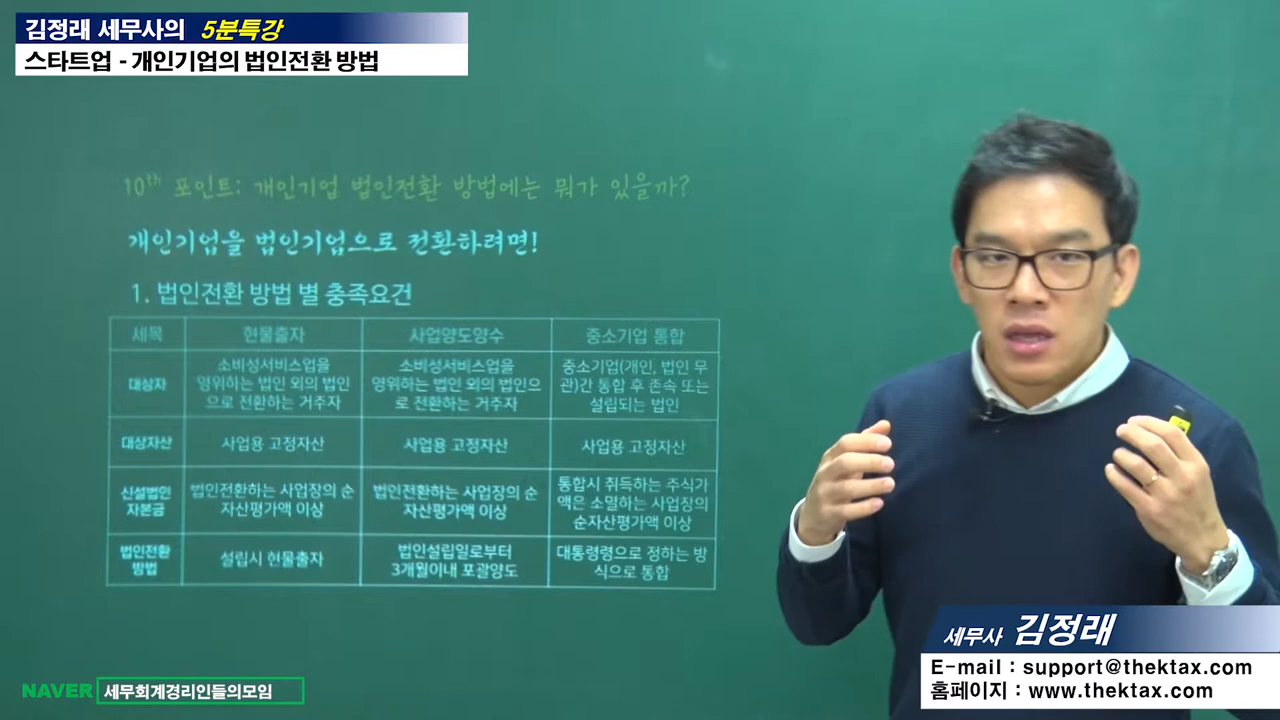 김정래 세무사의 5분특강
스타트업 - 개인기업의 법인전환 방법
10th 포인트: 개인기업 법인전환 방법에는 뭐가 있을까?
개인기업을 법인기업으로 전환하려면!
1. 법인전환 방법 별 충족요건
세목 현물출자 사업양도양수 중소기업 통합
대상자
소비성서비스업을
영위하는 법인 외의 법인
으로 전환하는 거주자
소비성서비스업을
영위하는 법인 외의 법인으
로 전환하는 거주자
중소기업(개인, 법인 무
관)간 통합 후 존속 또는
설립되는 법인
대상자산 사업용 고정자산 사업용 고정자산 사업용 고정자산
신설법인
자본금
법인전환하는 사업장의 순
자산평가액 이상
법인전환하는 사업장의 순
자산평가액 이상
통합시 취득하는 주식가
액은 소멸하는 사업장의
순자산평가액 이상
법인전환
방법
설립시 현물출자
법인설립일로부터
3개월이내 포괄양도
대통령령으로 정하는 방
식으로 통합
세무사 김정래
E-mail : support@thektax.com
홈페이지 : www.thektax.com
NAVER 세무회계경리인들의모임